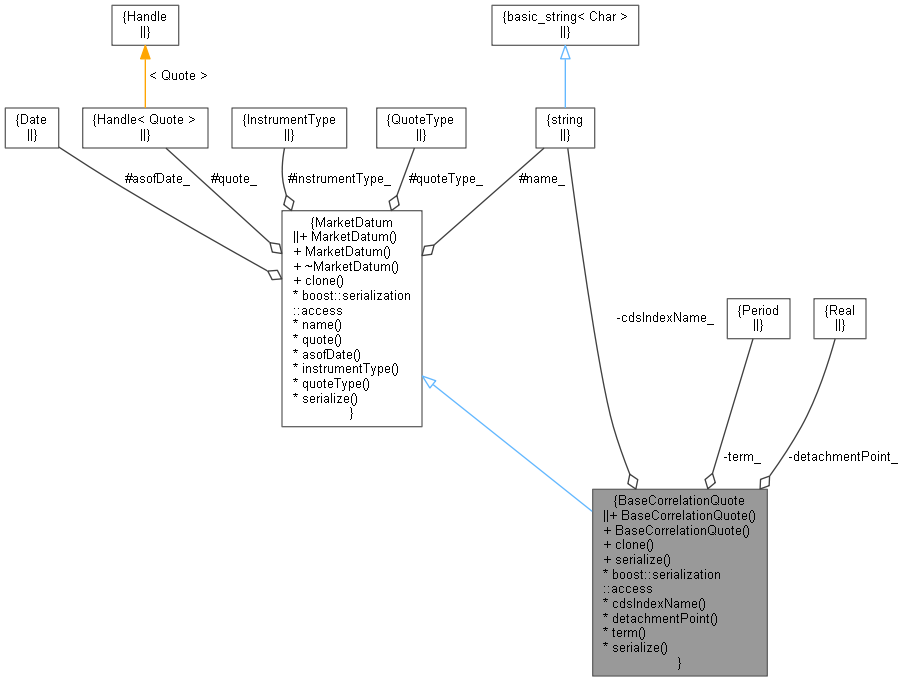 {Handle
||}
{basic_string< Char >
||}
< Quote >
{Date
||}
{Handle< Quote >
||}
{InstrumentType
||}
{QuoteType
||}
{string
||}
#asofDate_
#quote_
#instrumentType_
#quoteType_
#name_
{MarketDatum
||+ MarketDatum()
+ MarketDatum()
+ ~MarketDatum()
+ clone()
* boost::serialization
::access
* name()
* quote()
* asofDate()
* instrumentType()
* quoteType()
* serialize()
}
-cdsIndexName_
{Period
||}
{Real
||}
-term_
-detachmentPoint_
{BaseCorrelationQuote
||+ BaseCorrelationQuote()
+ BaseCorrelationQuote()
+ clone()
+ serialize()
* boost::serialization
::access
* cdsIndexName()
* detachmentPoint()
* term()
* serialize()
}